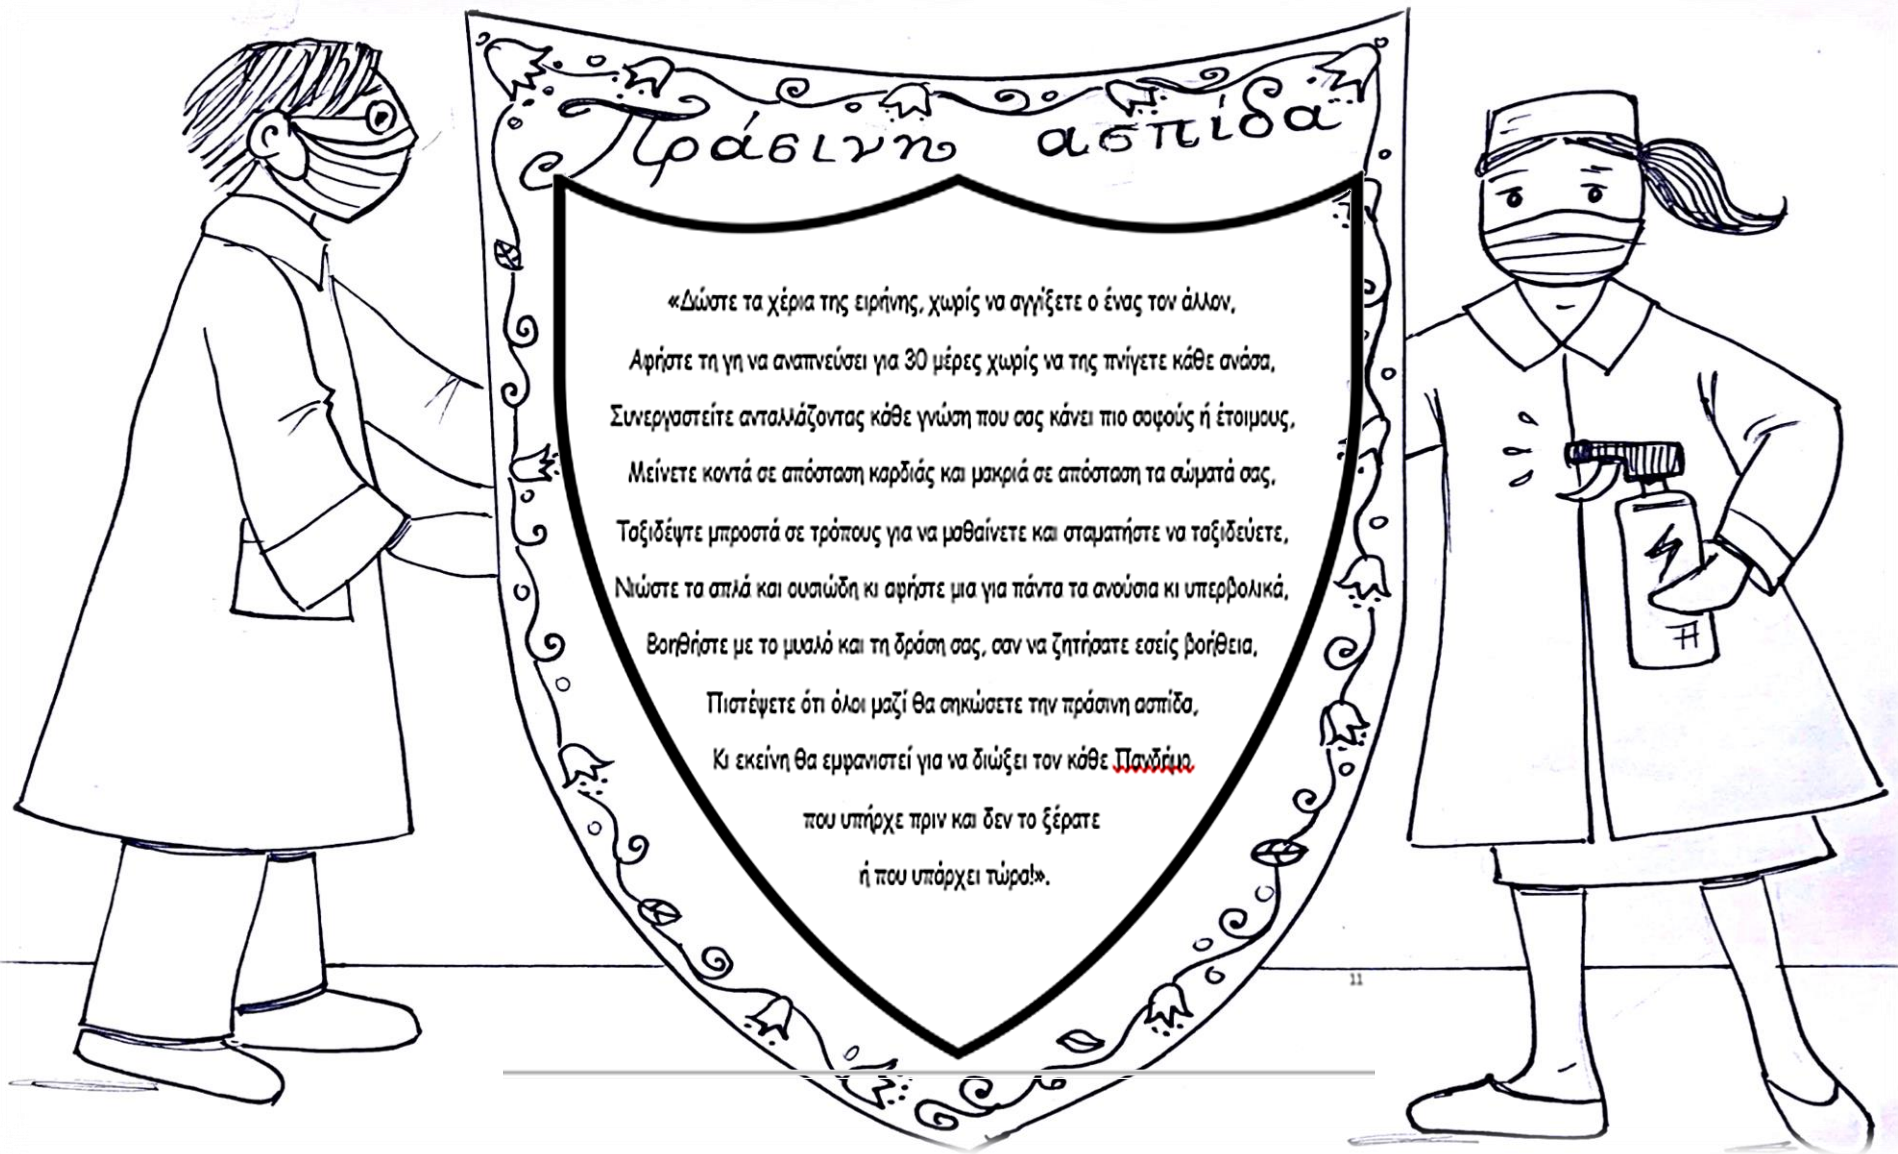 Πράσινη ασπίδα
«Δώστε τα χέρια της ειρήνης, χωρίς να αγγίξετε ο ένας τον άλλον,
Αφήστε τη γη να αναπνεύσει για 30 μέρες χωρίς να της πνίγετε κάθε ανάσα,
Συνεργαστείτε ανταλλάζοντας κάθε γνώση που σας κάνει πιο σοφούς ή έτοιμους,
Μείνετε κοντά σε απόσταση καρδιάς και μακριά σε απόσταση τα σώματά σας,
Ταξιδέψτε μπροστά σε τρόπους για να μαθαίνετε και σταματήστε να ταξιδεύετε,
Νιώστε τα απλά και ουσιώδη κι αφήστε μια για πάντα τα ανούσια κι υπερβολικά,
Βοηθήστε με το μυαλό και τη δράση σας, σαν να ζητήσατε εσείς βοήθεια,
Πιστέψετε ότι όλοι μαζί θα σηκώσετε την πράσινη ασπίδα,
Κι εκείνη θα εμφανιστεί για να διώξει τον κάθε Πανδήμο
που υπήρχε πριν και δεν το ξέρατε
ή που υπάρχει τώρα!».
11